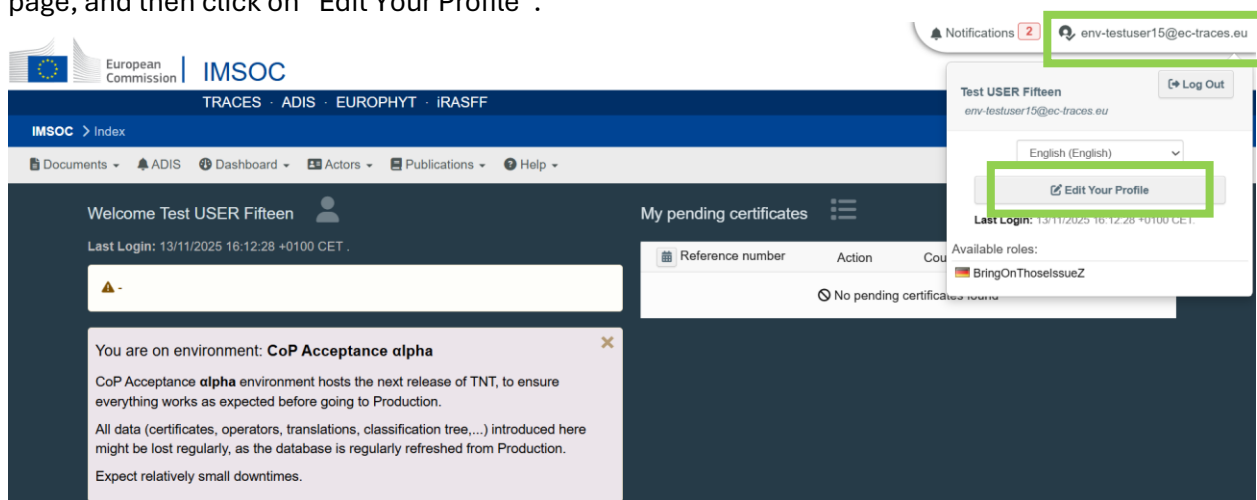 page, and then click on "Edit Your Profile".
Notifications 2 env-testuser15@ec-traces.eu
European
Commission
IMSOC
TRACES · ADIS · EUROPHYT · iRASFF
IMSOC > Index
Documents ADIS Dashboard Actors Publications Help
Test USER Fifteen
Log Out
env-testuser15@ec-traces.eu
English (English)
Edit Your Profile
Last Login: 13/11/2025 16:12:28 +0100 CET.
Available roles:
BringOnThoseIssueZ
Welcome Test USER Fifteen
Last Login: 13/11/2025 16:12:28 +0100 CET .
-
You are on environment: CoP Acceptance αlpha
CoP Acceptance αlpha environment hosts the next release of TNT, to ensure
everything works as expected before going to Production.
All data (certificates, operators, translations, classification tree,...) introduced here
might be lost regularly, as the database is regularly refreshed from Production.
Expect relatively small downtimes.
My pending certificates
Reference number Action
No pending certificates found